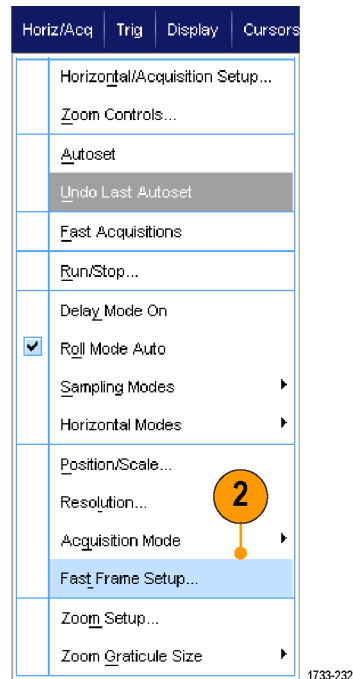 Horiz/Acq Trig Display Cursors
Horizontal/Acquisition Setup...
Zoom Controls...
Autoset
Undo Last Autoset
Fast Acquisitions
Run/Stop...
Delay Mode On
Roll Mode Auto
Sampling Modes
Horizontal Modes
Position/Scale...
Resolution...
2
Acquisition Mode
Fast Frame Setup...
Zoom Setup...
Zoom Graticule Size
1733-232